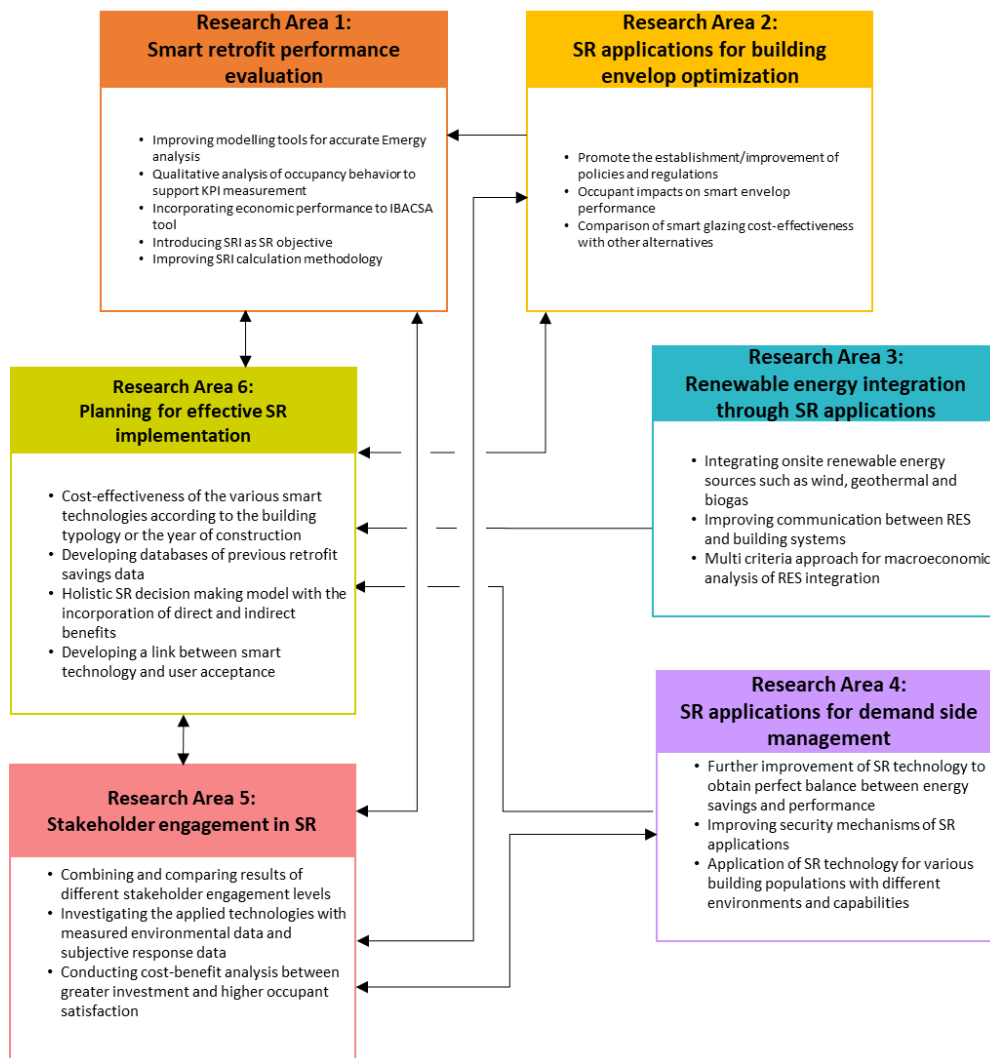 Research Area 1:
Smart retrofit performance
evaluation
• Improving modelling tools for accurate Emergy
analysis
• Qualitative analysis of occupancy behavior to
support KPI measurement
• Incorporating economic performance to IBACSA
tool
• Introducing SRI as SR objective
• Improving SRI calculation methodology
Research Area 2:
SR applications for building
envelop optimization
• Promote the establishment/improvement of
policies and regulations
• Occupant impacts on smart envelop
performance
• Comparison of smart glazing cost-effectiveness
with other alternatives
Research Area 6:
Planning for effective SR
implementation
• Cost-effectiveness of the various smart
technologies according to the building
typology or the year of construction
• Developing databases of previous retrofit
savings data
• Holistic SR decision making model with the
incorporation of direct and indirect
benefits
• Developing a link between smart
technology and user acceptance
Research Area 3:
Renewable energy integration
through SR applications
• Integrating onsite renewable energy
sources such as wind, geothermal and
biogas
• Improving communication between RES
and building systems
• Multi criteria approach for macroeconomic
analysis of RES integration
Research Area 4:
SR applications for demand side
management
• Further improvement of SR technology to
obtain perfect balance between energy
savings and performance
• Improving security mechanisms of SR
applications
• Application of SR technology for various
building populations with different
environments and capabilities
Research Area 5:
Stakeholder engagement in SR
• Combining and comparing results of
different stakeholder engagement levels
• Investigating the applied technologies with
measured environmental data and
subjective response data
• Conducting cost-benefit analysis between
greater investment and higher occupant
satisfaction